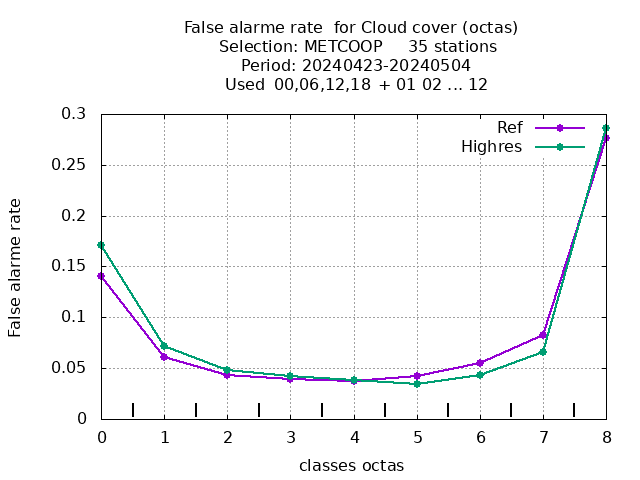 False alarme rate  for Cloud cover (octas)
Selection: METCOOP     35 stations
Period: 20240423-20240504
Used  00,06,12,18 + 01 02 ... 12
Ref
Highres
0.3
0.25
0.2
0.15
0.1
0.05
0
False alarme rate
0 1 2 3 4 5 6 7 8
classes octas